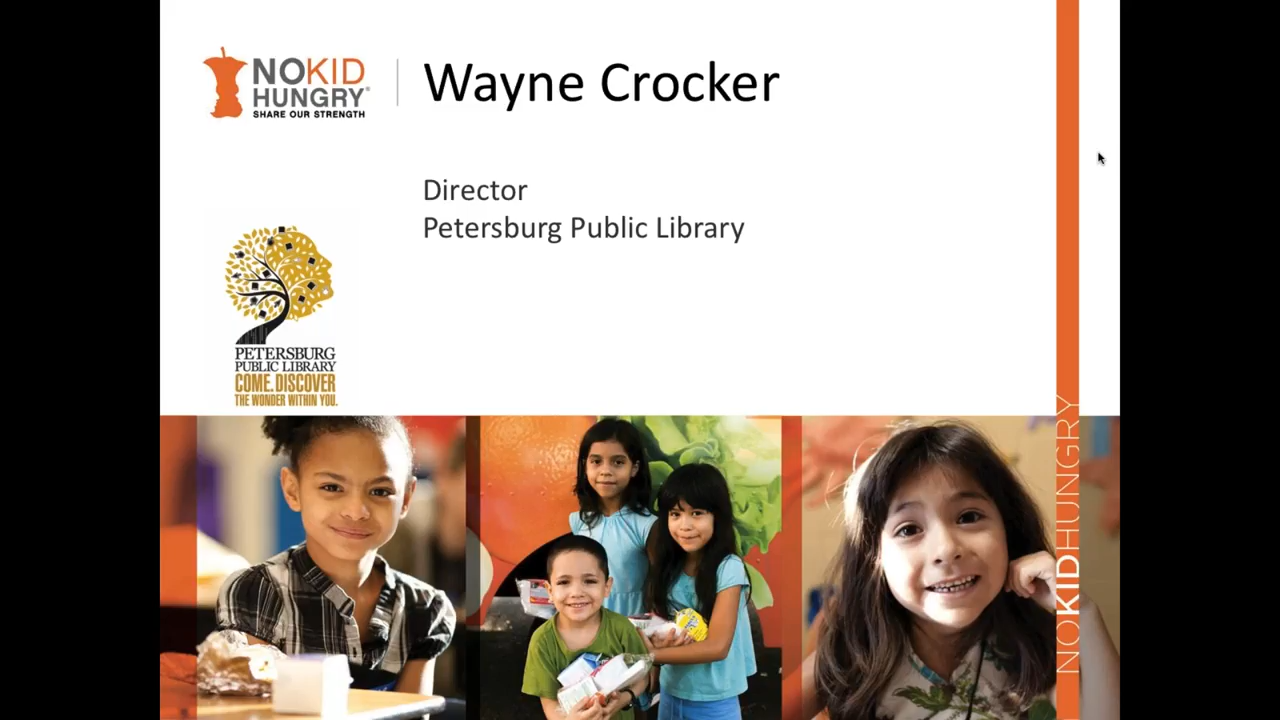 NOKID
HUNGRY®
SHARE OUR STRENGTH
Wayne Crocker
Director
Petersburg Public Library
PETERSBURG
PUBLIC LIBRARY
COME. DISCOVER
THE WONDER WITHIN YOU.
NOKIDHUNGRY